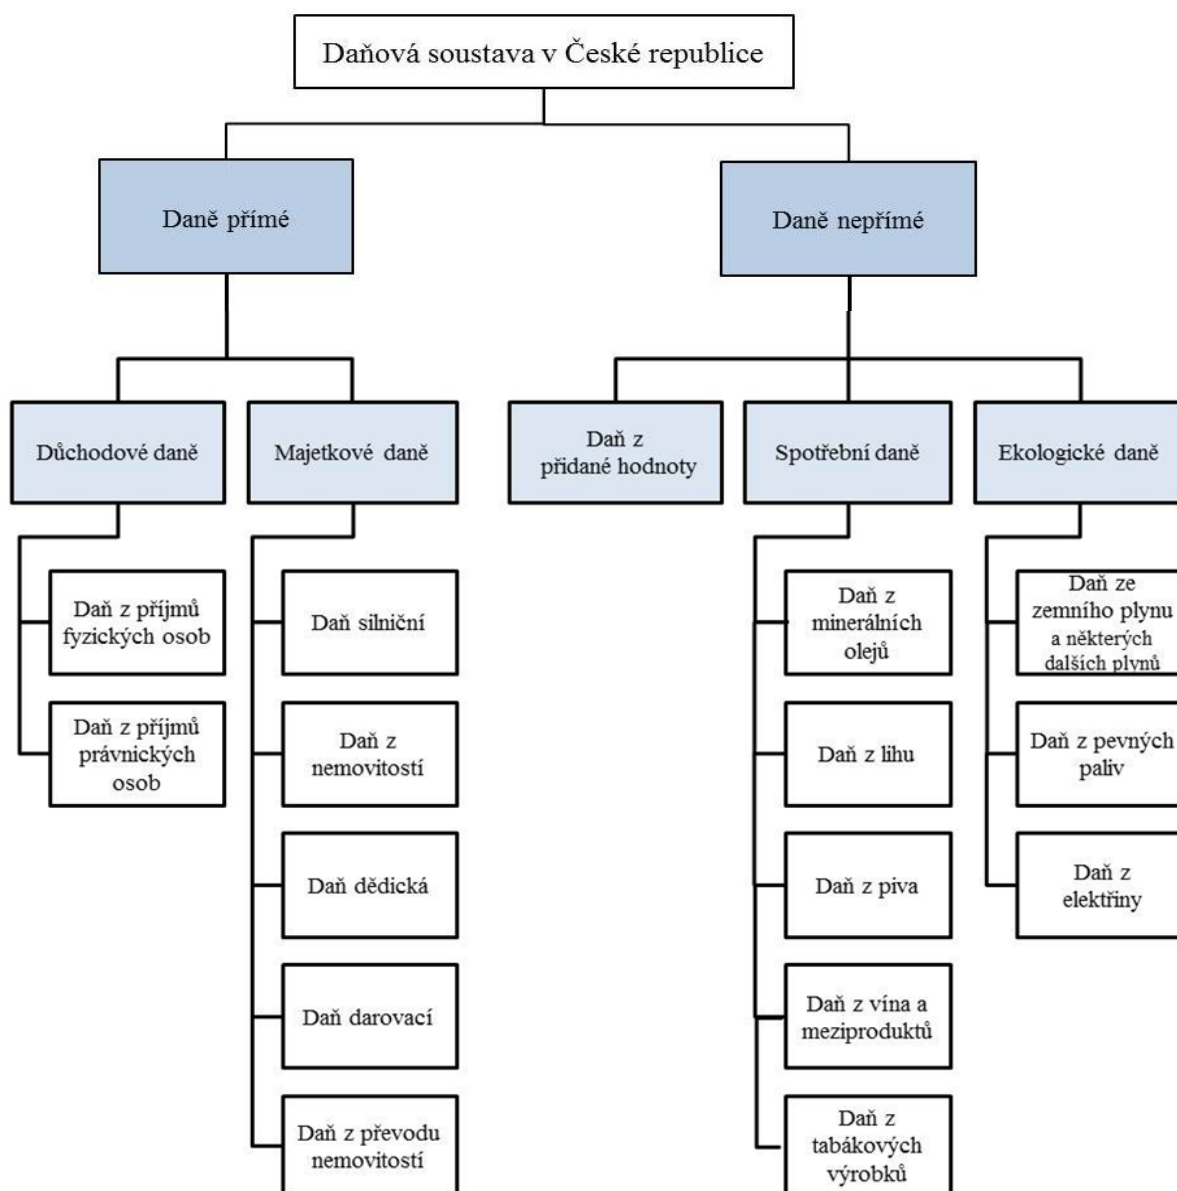 Daňová soustava v České republice
Daně přímé
Daně nepřímé
Důchodové daně
Majetkové daně
Daň z
přidané hodnoty
Spotřební daně
Ekologické daně
Daň z příjmů
fyzických osob
Daň z příjmů
právnických
osob
Daň silniční
Daň z
nemovitostí
Daň dědická
Daň darovací
Daň z převodu
nemovitostí
Daň z
minerálních
olejů
Daň z lihu
Daň z piva
Daň z vína a
meziproduktů
Daň z
tabákových
výrobků
Daň ze
zemního plynu
a některých
dalších plynů
Daň z pevných
paliv
Daň z
elektřiny